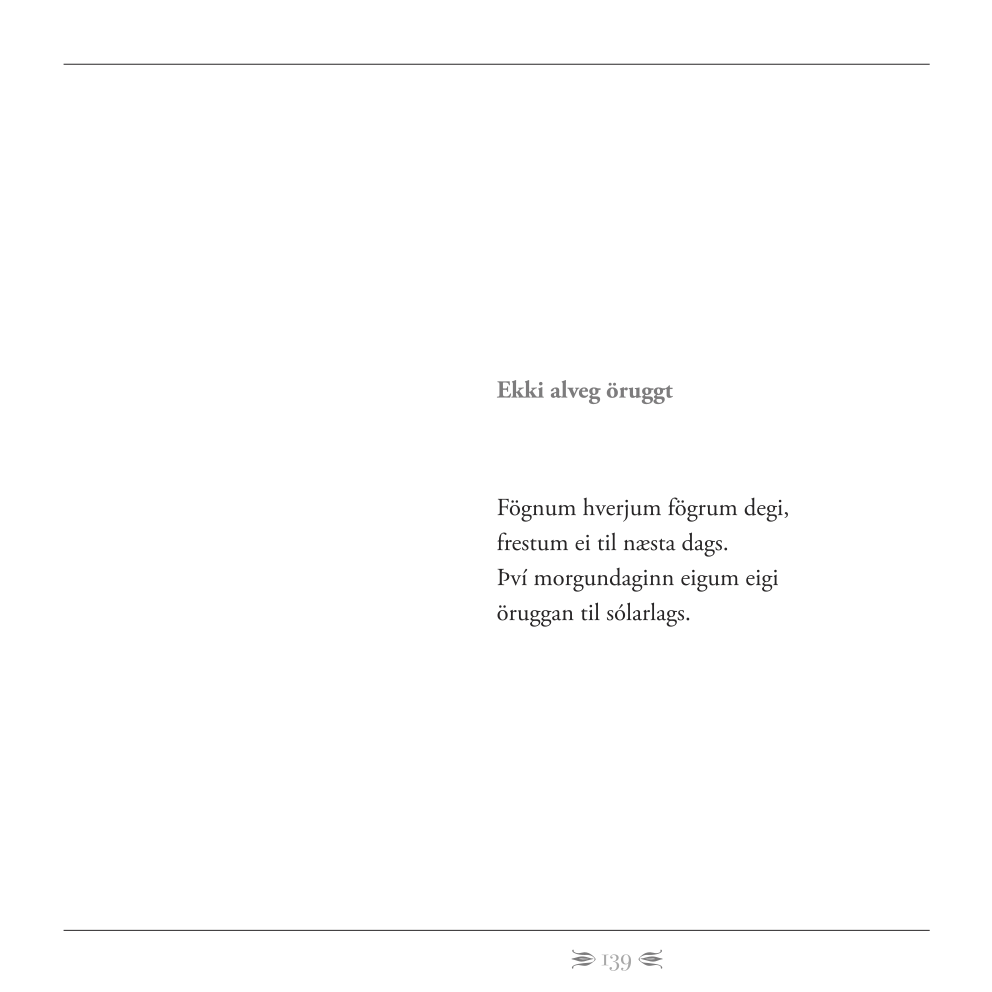 Ekki alveg öruggt
Fögnum hverjum fögrum degi,
frestum ei til næsta dags.
Því morgundaginn eigum eigi
öruggan til sólarlags.
139